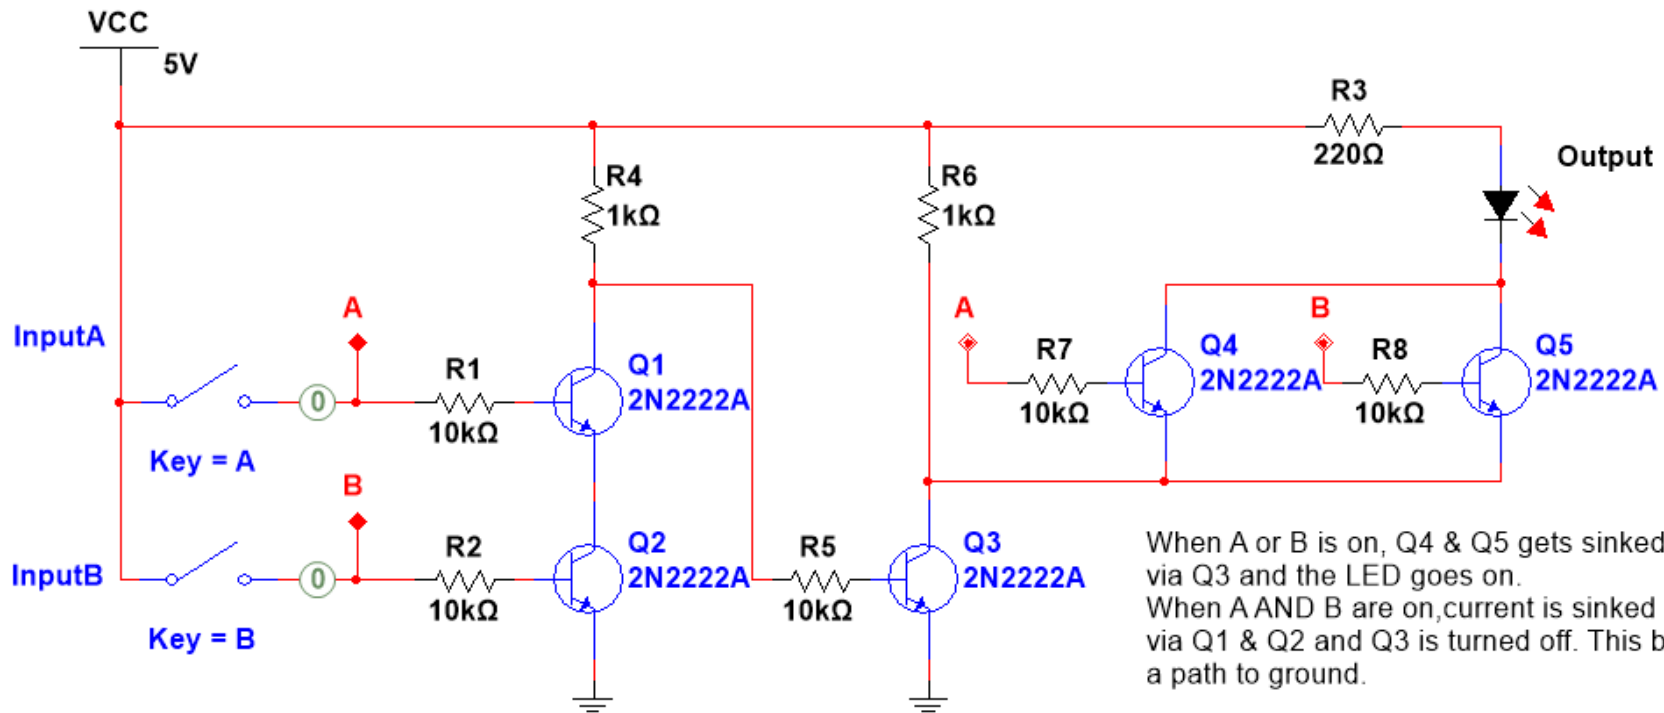 VCC
5V
R3
220Ω
Output
R4
1kΩ
R6
1kΩ
InputA
A
0
Key = A
R1
10kΩ
Q1
2N2222A
A
R7
10kΩ
Q4
2N2222A
B
R8
10kΩ
Q5
2N2222A
InputB
B
0
Key = B
R2
10kΩ
Q2
2N2222A
R5
10kΩ
Q3
2N2222A
When A or B is on, Q4 & Q5 gets sinked
via Q3 and the LED goes on.
When A AND B are on,current is sinked
via Q1 & Q2 and Q3 is turned off. This b
a path to ground.